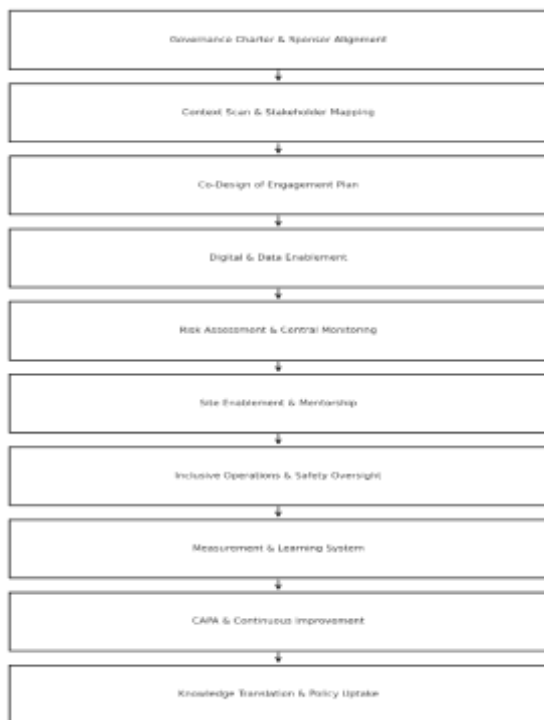 Governance Charter & Sponsor Alignment
Context Scan & Stakeholder Mapping
Co-Design of Engagement Plan
Digital & Data Enablement
Risk Assessment & Central Monitoring
Site Enablement & Mentorship
Inclusive Operations & Safety Oversight
Measurement & Learning System
CAPA & Continuous Improvement
Knowledge Translation & Policy Uptake